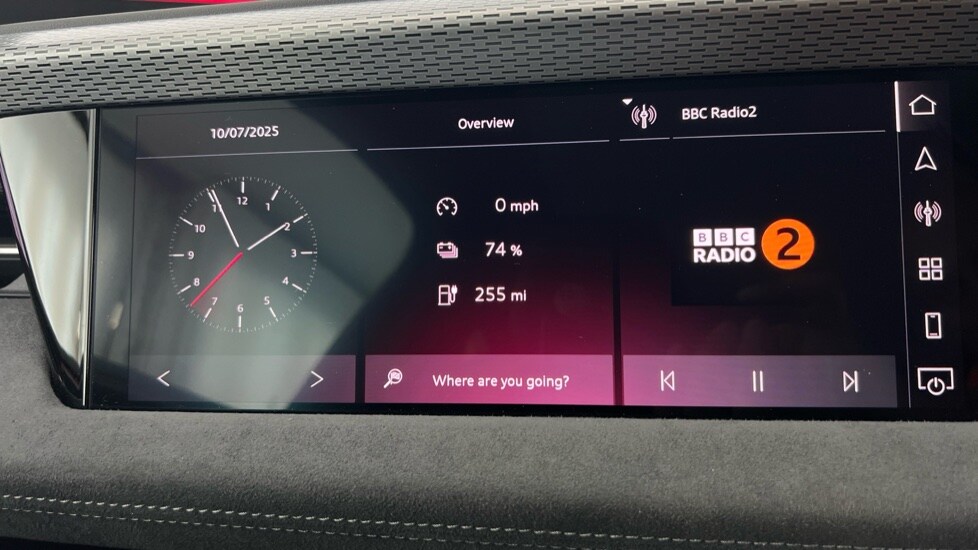 10/07/2025
Overview
BBC Radio2
12
1
2
3
4
5
6
7
8
9
10
11
0 mph
74 %
255 mi
BBC
RADIO 2
Where are you going?